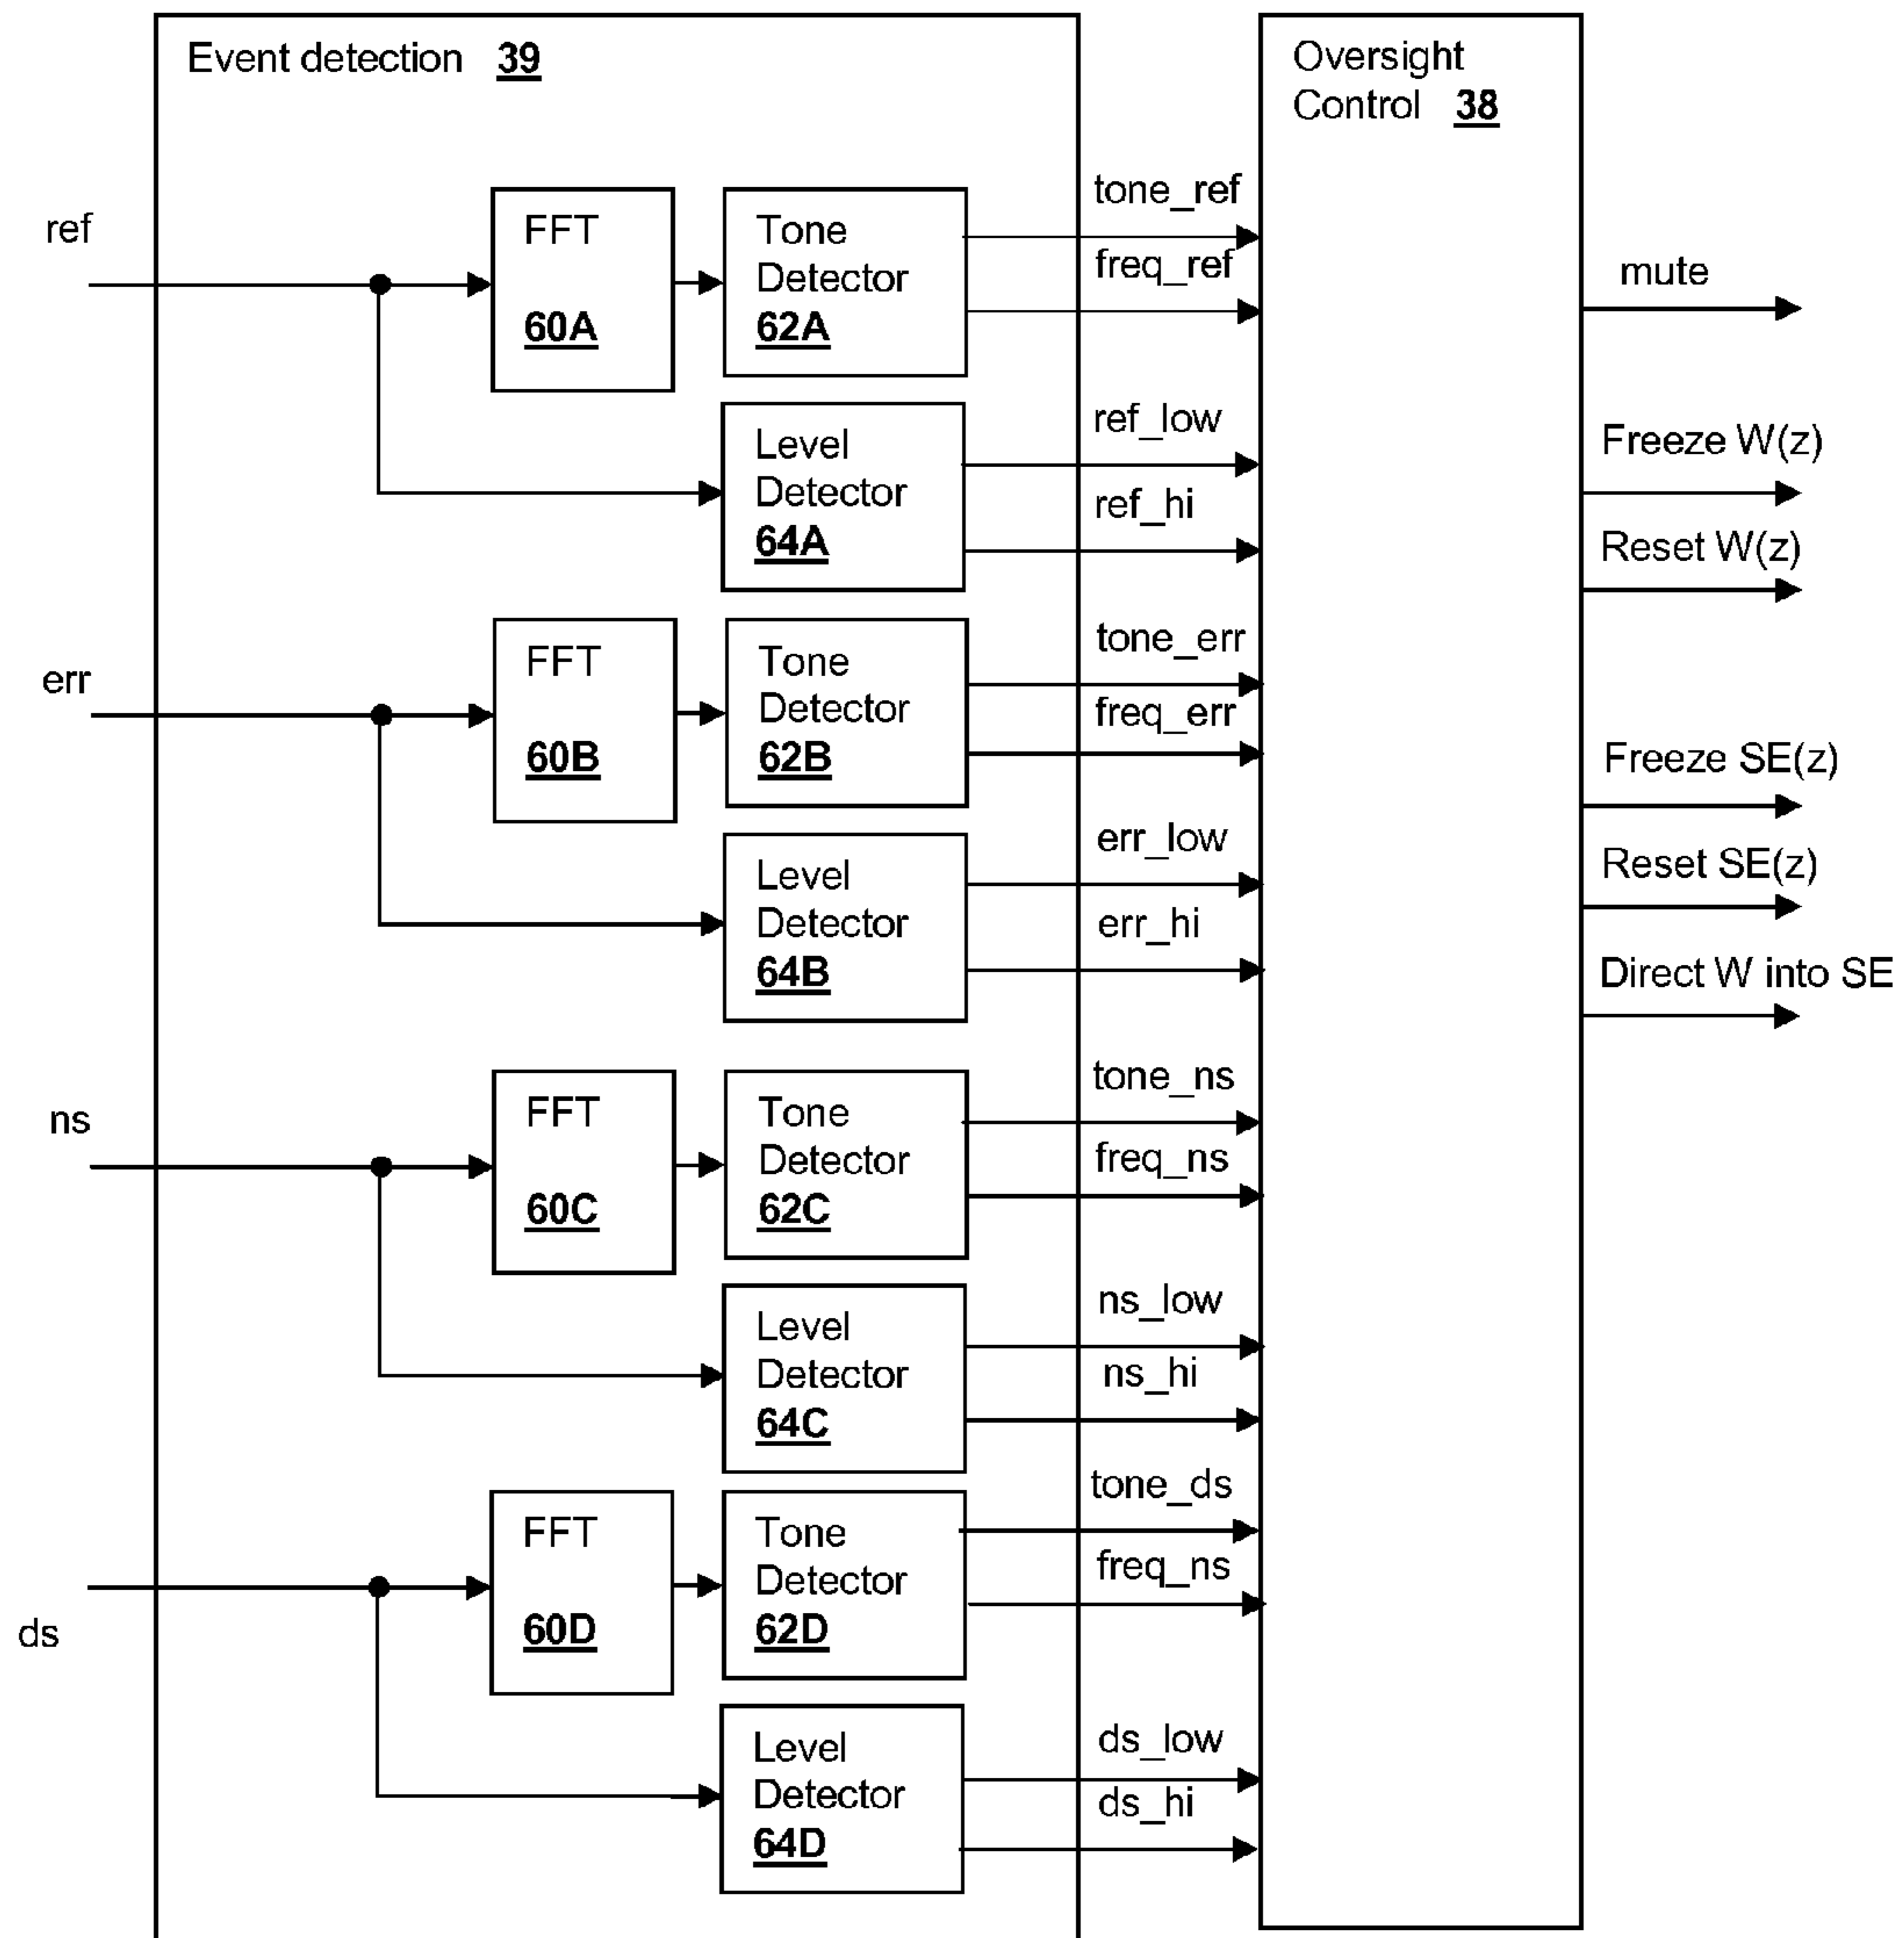 Event detection 39
Oversight
Control 38
ref
FFT
60A
Tone
Detector
62A
tone_ref
freq_ref
Level
Detector
64A
ref_low
ref_hi
err
FFT
60B
Tone
Detector
62B
tone_err
freq_err
Level
Detector
64B
err_low
err_hi
ns
FFT
60C
Tone
Detector
62C
tone_ns
freq_ns
Level
Detector
64C
ns_low
ns_hi
ds
FFT
60D
Tone
Detector
62D
tone_ds
freq_ns
Level
Detector
64D
ds_low
ds_hi
mute
Freeze W(z)
Reset W(z)
Freeze SE(z)
Reset SE(z)
Direct W into SE